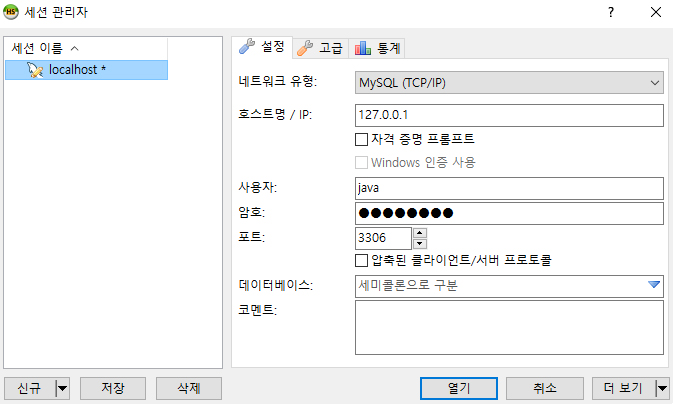 HS 세션 관리자
세션 이름
localhost *
설정 고급 통계
네트워크 유형: MySQL (TCP/IP)
호스트명 / IP: 127.0.0.1
자격 증명 프롬프트
Windows 인증 사용
사용자: java
암호: ●●●●●●●●
포트: 3306
압축된 클라이언트/서버 프로토콜
데이터베이스: 세미콜론으로 구분
코멘트:
신규 저장 삭제 열기 취소 더 보기